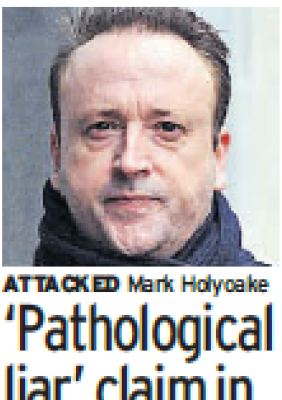 ATTACKED Mark Holyoake
‘Pathological
liar’ claim in